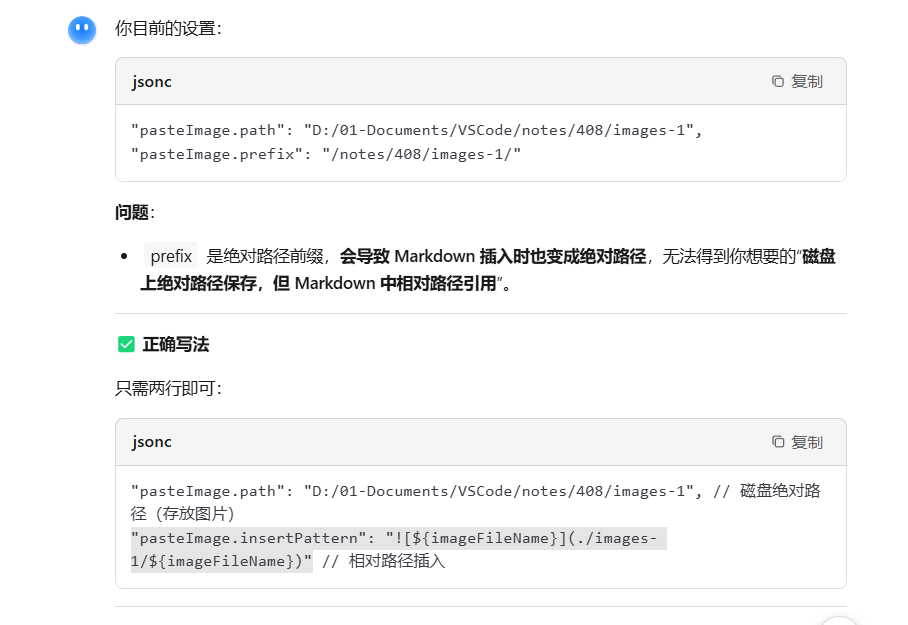 你目前的设置：
jsonc
复制
"pasteImage.path": "D:/01-Documents/VSCode/notes/408/images-1",
"pasteImage.prefix": "/notes/408/images-1/"
问题：
prefix 是绝对路径前缀，会导致 Markdown 插入时也变成绝对路径，无法得到你想要的“磁盘
上绝对路径保存，但 Markdown 中相对路径引用”。
正确写法
只需两行即可：
jsonc
复制
"pasteImage.path": "D:/01-Documents/VSCode/notes/408/images-1", // 磁盘绝对路
径（存放图片）
"pasteImage.insertPattern": "![${imageFileName}](./images-
1/${imageFileName})" // 相对路径插入